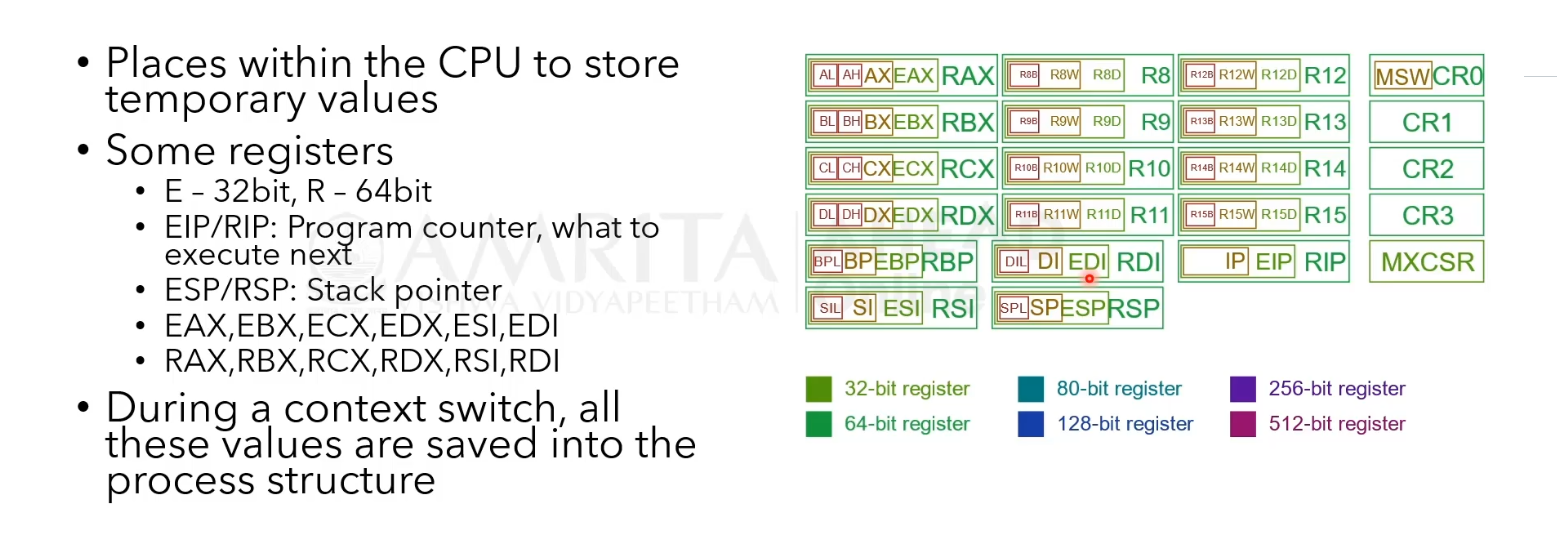 • Places within the CPU to store
temporary values
• Some registers
• E – 32bit, R – 64bit
• EIP/RIP: Program counter, what to
execute next
• ESP/RSP: Stack pointer
• EAX,EBX,ECX,EDX,ESI,EDI
• RAX,RBX,RCX,RDX,RSI,RDI
• During a context switch, all
these values are saved into the
process structure
AMRITA
VISHWA VIDYAPEETHAM
Online
AL AH AX EAX RAX R8B R8W R8D R8 R12B R12W R12D R12 MSW CR0
BL BH BX EBX RBX R9B R9W R9D R9 R13B R13W R13D R13 CR1
CL CH CX ECX RCX R10B R10W R10D R10 R14B R14W R14D R14 CR2
DL DH DX EDX RDX R11B R11W R11D R11 R15B R15W R15D R15 CR3
BPL BP EBP RBP DIL DI EDI RDI IP EIP RIP MXCSR
SIL SI ESI RSI SPL SP ESP RSP
32-bit register 80-bit register 256-bit register
64-bit register 128-bit register 512-bit register